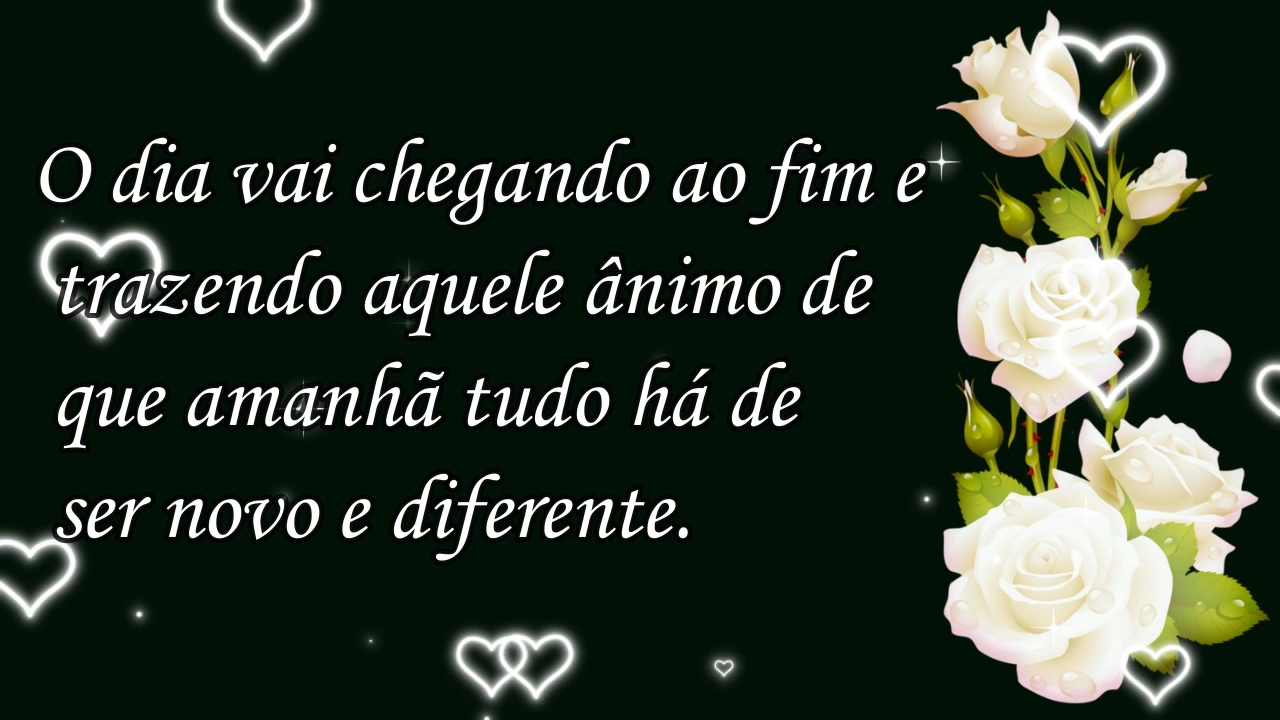 O dia vai chegando ao fim e
trazendo aquele ânimo de
que amanhã tudo há de
ser novo e diferente.